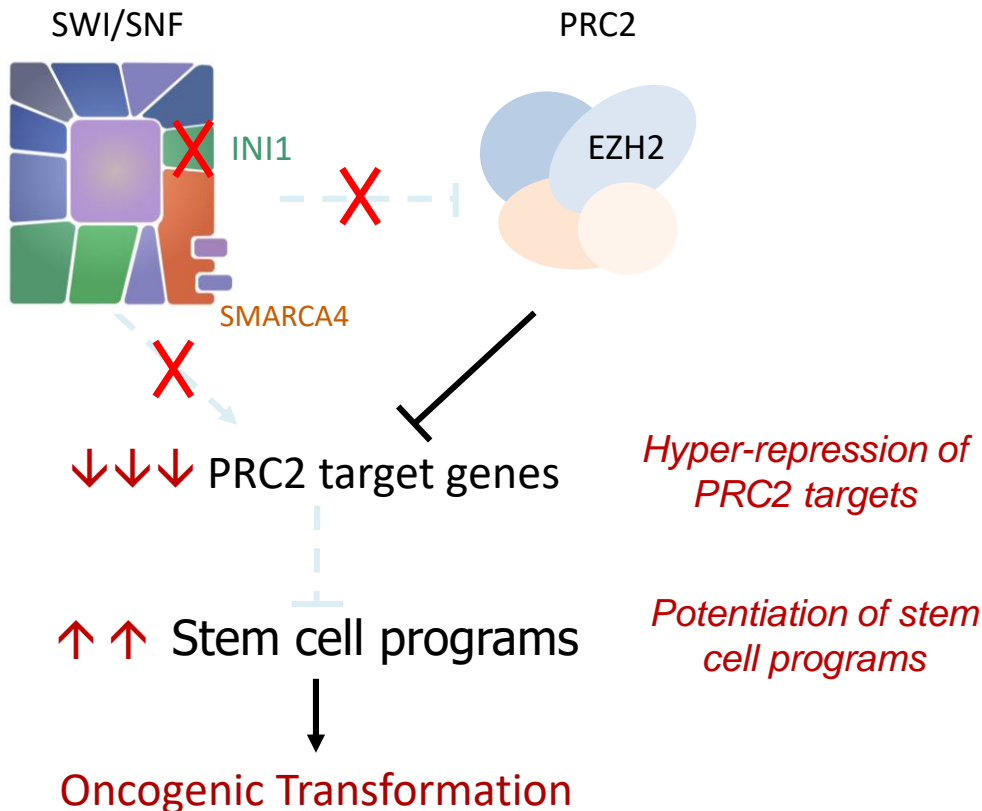 SWI/SNF
PRC2
INI1
EZH2
SMARCA4
PRC2 target genes
Hyper-repression of
PRC2 targets
Stem cell programs
Potentiation of stem
cell programs
Oncogenic Transformation